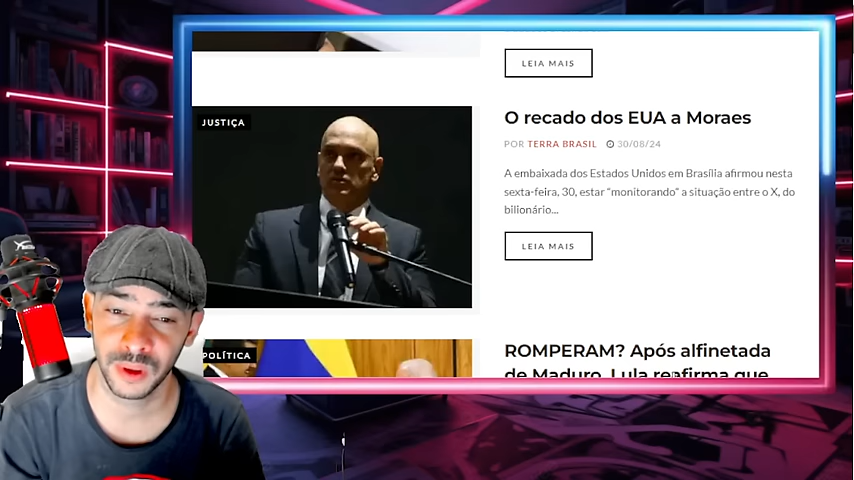 LEIA MAIS
JUSTIÇA
O recado dos EUA a Moraes
POR TERRA BRASIL 30/08/24
A embaixada dos Estados Unidos em Brasília afirmou nesta
sexta-feira, 30, estar “monitorando” a situação entre o X, do
bilionário...
LEIA MAIS
POLÍTICA
ROMPERAM? Após alfinetada
de Maduro, Lula reafirma que